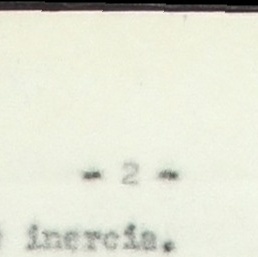 - 2 -
inercia.